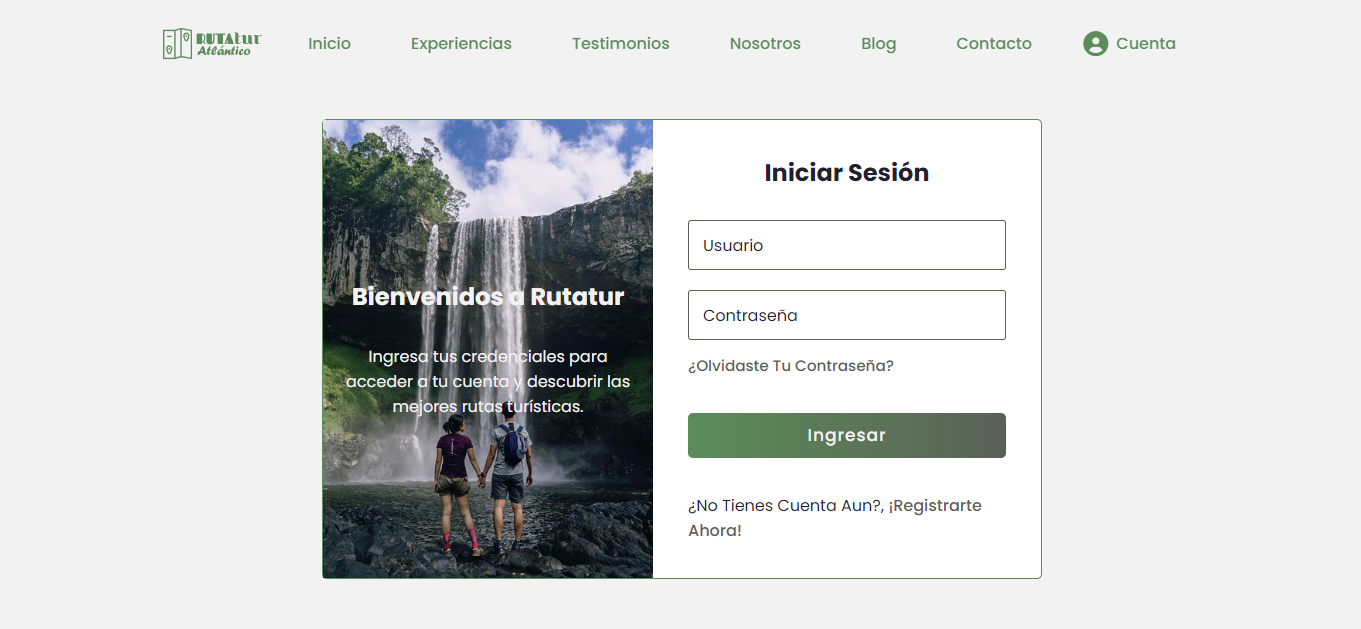 RUTAtur
Atlántico
Inicio
Experiencias
Testimonios
Nosotros
Blog
Contacto
Cuenta
Bienvenidos a Rutatur
Ingresa tus credenciales para
acceder a tu cuenta y descubrir las
mejores rutas turísticas.
Iniciar Sesión
Usuario
Contraseña
¿Olvidaste Tu Contraseña?
Ingresar
¿No Tienes Cuenta Aun?, ¡Registrarte
Ahora!